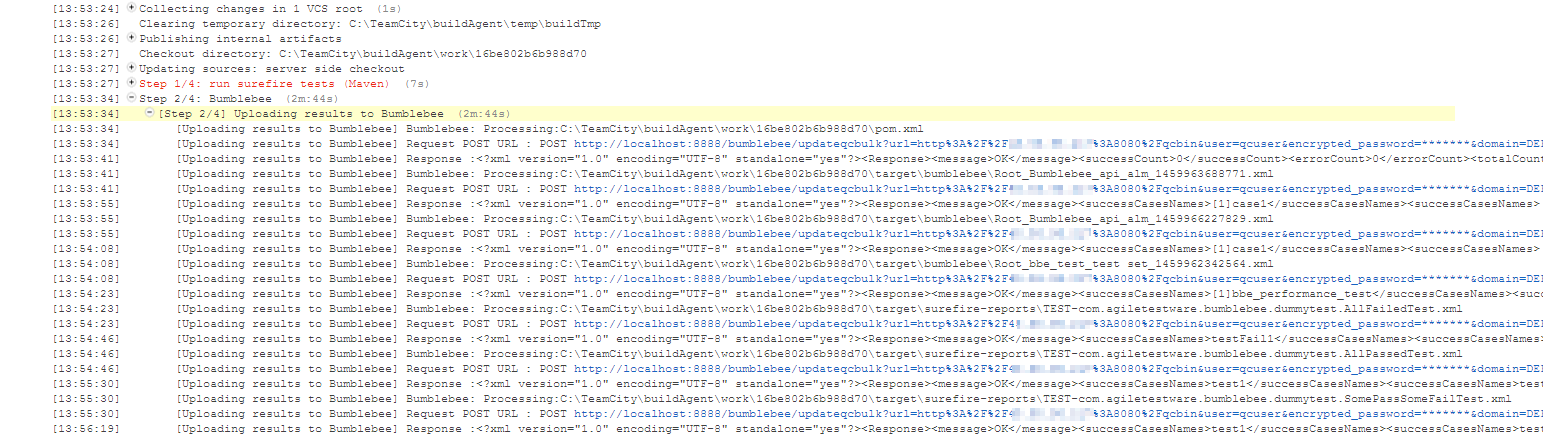 [13:53:24] Collecting changes in 1 VCS root (1s)
[13:53:26] Clearing temporary directory: C:\TeamCity\buildAgent\temp\buildTmp
[13:53:26] Publishing internal artifacts
[13:53:27] Checkout directory: C:\TeamCity\buildAgent\work\16be802b6b988d70
[13:53:27] Updating sources: server side checkout
[13:53:27] Step 1/4: run surefire tests (Maven) (7s)
[13:53:34] Step 2/4: Bumblebee (2m:44s)
[13:53:34] [Step 2/4] Uploading results to Bumblebee (2m:44s)
[13:53:34] [Uploading results to Bumblebee] Bumblebee: Processing:C:\TeamCity\buildAgent\work\16be802b6b988d70\pom.xml
[13:53:34] [Uploading results to Bumblebee] Request POST URL : POST http://localhost:8888/bumblebee/updateqcbulk?url=http%3A%2F%2F %3A8080%2Fqcbin&user=qcuser&encrypted_password=*******&domain=DE
[13:53:41] [Uploading results to Bumblebee] Response :<?xml version="1.0" encoding="UTF-8" standalone="yes"?><Response><message>OK</message><successCount>0</successCount><errorCount>0</errorCount><totalCount
[13:53:41] [Uploading results to Bumblebee] Bumblebee: Processing:C:\TeamCity\buildAgent\work\16be802b6b988d70\target\bumblebee\Root_Bumblebee_api_alm_1459963688771.xml
[13:53:41] [Uploading results to Bumblebee] Request POST URL : POST http://localhost:8888/bumblebee/updateqcbulk?url=http%3A%2F%2F %3A8080%2Fqcbin&user=qcuser&encrypted_password=*******&domain=DE
[13:53:55] [Uploading results to Bumblebee] Response :<?xml version="1.0" encoding="UTF-8" standalone="yes"?><Response><message>OK</message><successCasesNames>[1]case1</successCasesNames><successCasesNames>
[13:53:55] [Uploading results to Bumblebee] Bumblebee: Processing:C:\TeamCity\buildAgent\work\16be802b6b988d70\target\bumblebee\Root_Bumblebee_api_alm_1459966227829.xml
[13:53:55] [Uploading results to Bumblebee] Request POST URL : POST http://localhost:8888/bumblebee/updateqcbulk?url=http%3A%2F%2F4 %3A8080%2Fqcbin&user=qcuser&encrypted_password=*******&domain=DE
[13:54:08] [Uploading results to Bumblebee] Response :<?xml version="1.0" encoding="UTF-8" standalone="yes"?><Response><message>OK</message><successCasesNames>[1]case1</successCasesNames><successCasesNames>
[13:54:08] [Uploading results to Bumblebee] Bumblebee: Processing:C:\TeamCity\buildAgent\work\16be802b6b988d70\target\bumblebee\Root_bbe_test_test set_1459962342564.xml
[13:54:08] [Uploading results to Bumblebee] Request POST URL : POST http://localhost:8888/bumblebee/updateqcbulk?url=http%3A%2F%2F4 %3A8080%2Fqcbin&user=qcuser&encrypted_password=*******&domain=DE
[13:54:23] [Uploading results to Bumblebee] Response :<?xml version="1.0" encoding="UTF-8" standalone="yes"?><Response><message>OK</message><successCasesNames>[1]bbe_performance_test</successCasesNames><succ
[13:54:23] [Uploading results to Bumblebee] Bumblebee: Processing:C:\TeamCity\buildAgent\work\16be802b6b988d70\target\surefire-reports\TEST-com.agiletestware.bumblebee.dummytest.AllFailedTest.xml
[13:54:23] [Uploading results to Bumblebee] Request POST URL : POST http://localhost:8888/bumblebee/updateqcbulk?url=http%3A%2F%2F4 %3A8080%2Fqcbin&user=qcuser&encrypted_password=*******&domain=DE
[13:54:46] [Uploading results to Bumblebee] Response :<?xml version="1.0" encoding="UTF-8" standalone="yes"?><Response><message>OK</message><successCasesNames>testFail1</successCasesNames><successCasesNames
[13:54:46] [Uploading results to Bumblebee] Bumblebee: Processing:C:\TeamCity\buildAgent\work\16be802b6b988d70\target\surefire-reports\TEST-com.agiletestware.bumblebee.dummytest.AllPassedTest.xml
[13:54:46] [Uploading results to Bumblebee] Request POST URL : POST http://localhost:8888/bumblebee/updateqcbulk?url=http%3A%2F%2F4 %3A8080%2Fqcbin&user=qcuser&encrypted_password=*******&domain=DE
[13:55:30] [Uploading results to Bumblebee] Response :<?xml version="1.0" encoding="UTF-8" standalone="yes"?><Response><message>OK</message><successCasesNames>test1</successCasesNames><successCasesNames>test
[13:55:30] [Uploading results to Bumblebee] Bumblebee: Processing:C:\TeamCity\buildAgent\work\16be802b6b988d70\target\surefire-reports\TEST-com.agiletestware.bumblebee.dummytest.SomePassSomeFailTest.xml
[13:55:30] [Uploading results to Bumblebee] Request POST URL : POST http://localhost:8888/bumblebee/updateqcbulk?url=http%3A%2F%2F4 %3A8080%2Fqcbin&user=qcuser&encrypted_password=*******&domain=DE
[13:56:19] [Uploading results to Bumblebee] Response :<?xml version="1.0" encoding="UTF-8" standalone="yes"?><Response><message>OK</message><successCasesNames>test1</successCasesNames><successCasesNames>test